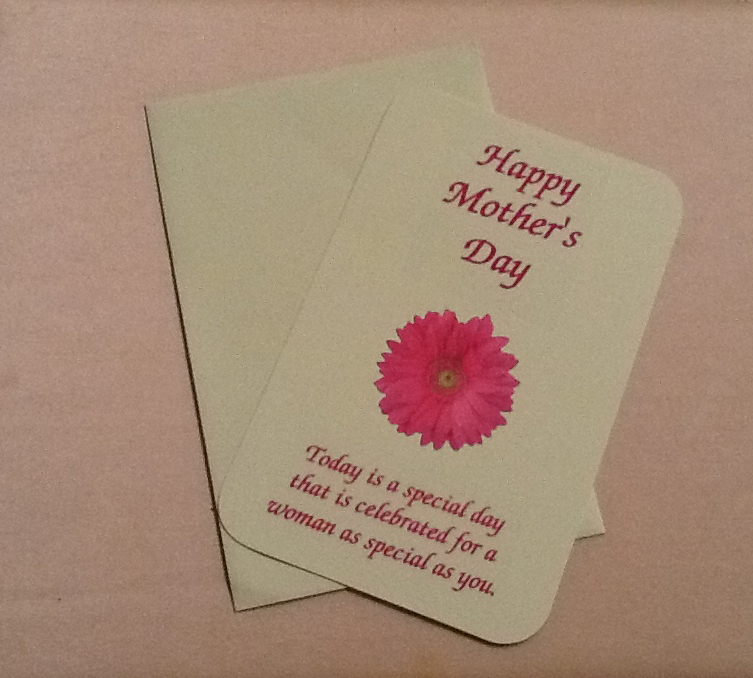 Happy
Mother's
Day
Today is a special day
that is celebrated for a
woman as special as you.